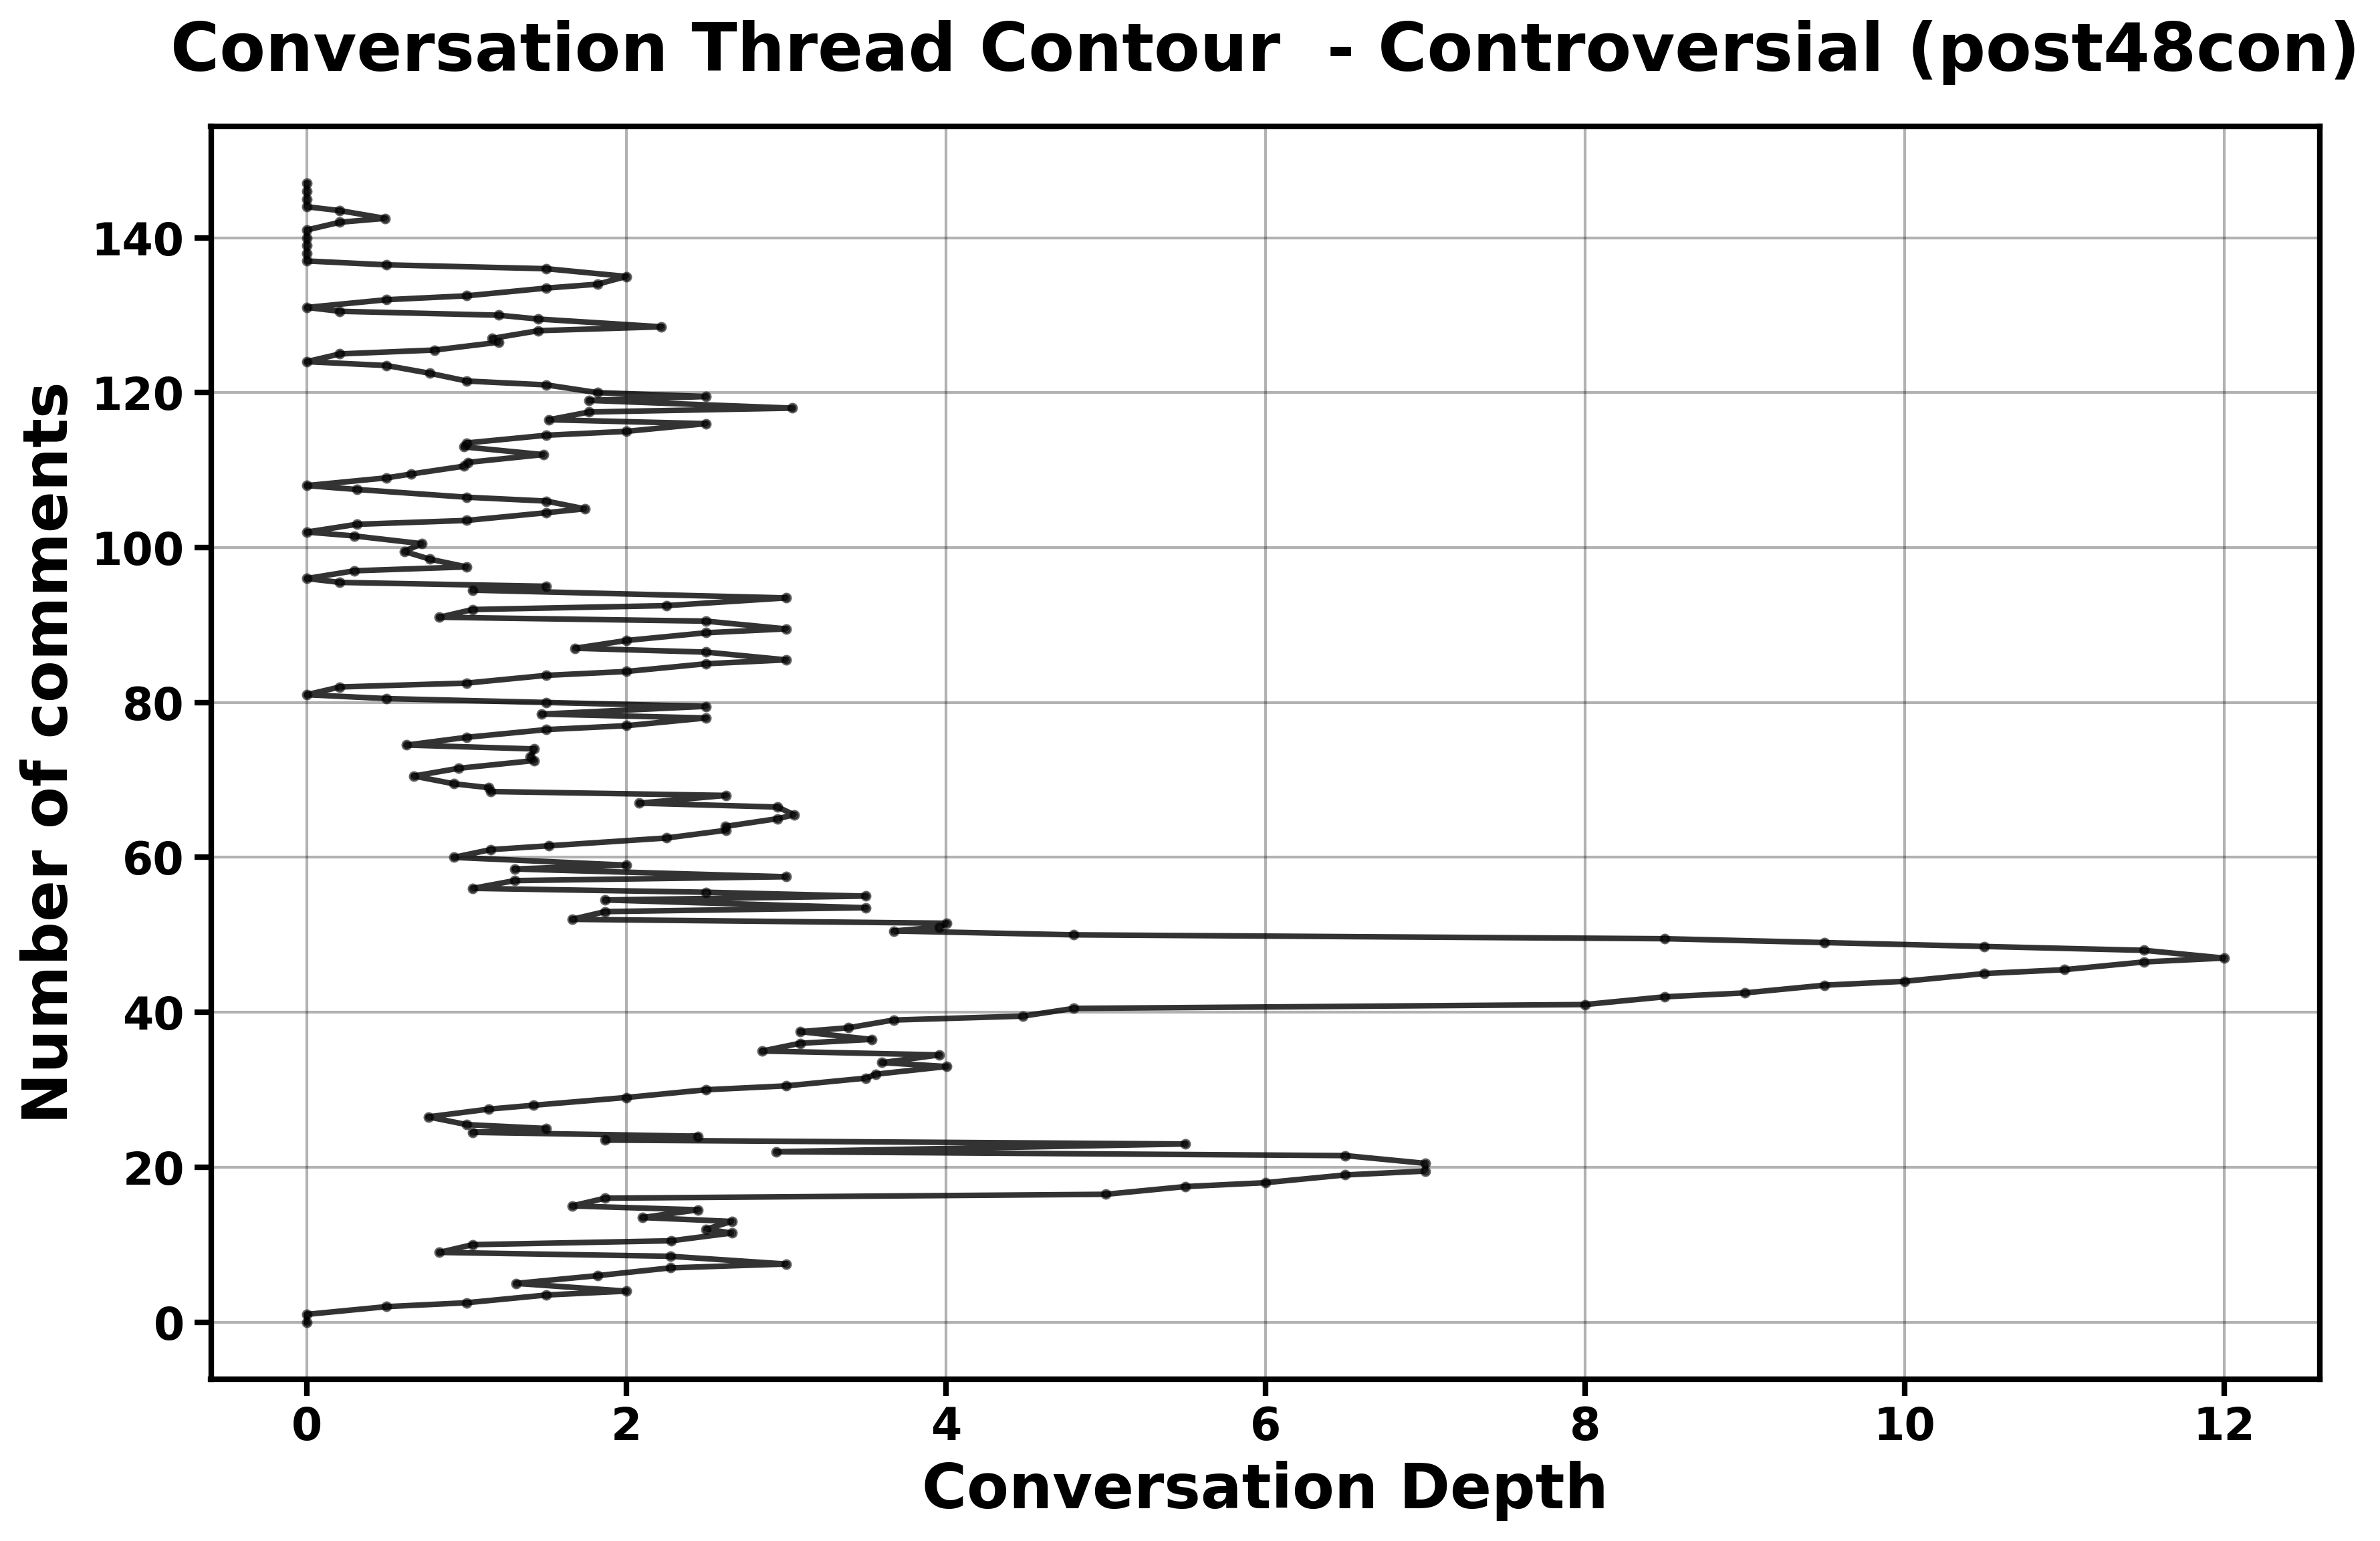 Conversation Thread Contour  - Controversial (post48con)
Number of comments
140
120
100
80
60
40
20
0
0 2 4 6 8 10 12
Conversation Depth